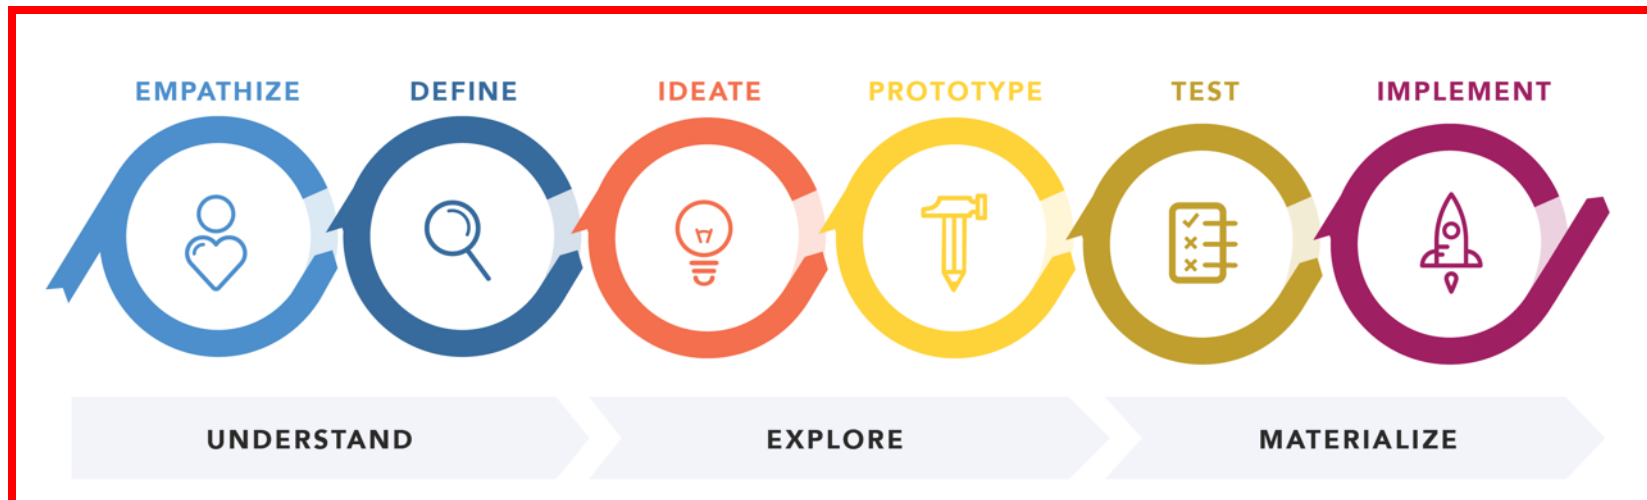 EMPATHIZE DEFINE IDEATE PROTOTYPE TEST IMPLEMENT
UNDERSTAND EXPLORE MATERIALIZE